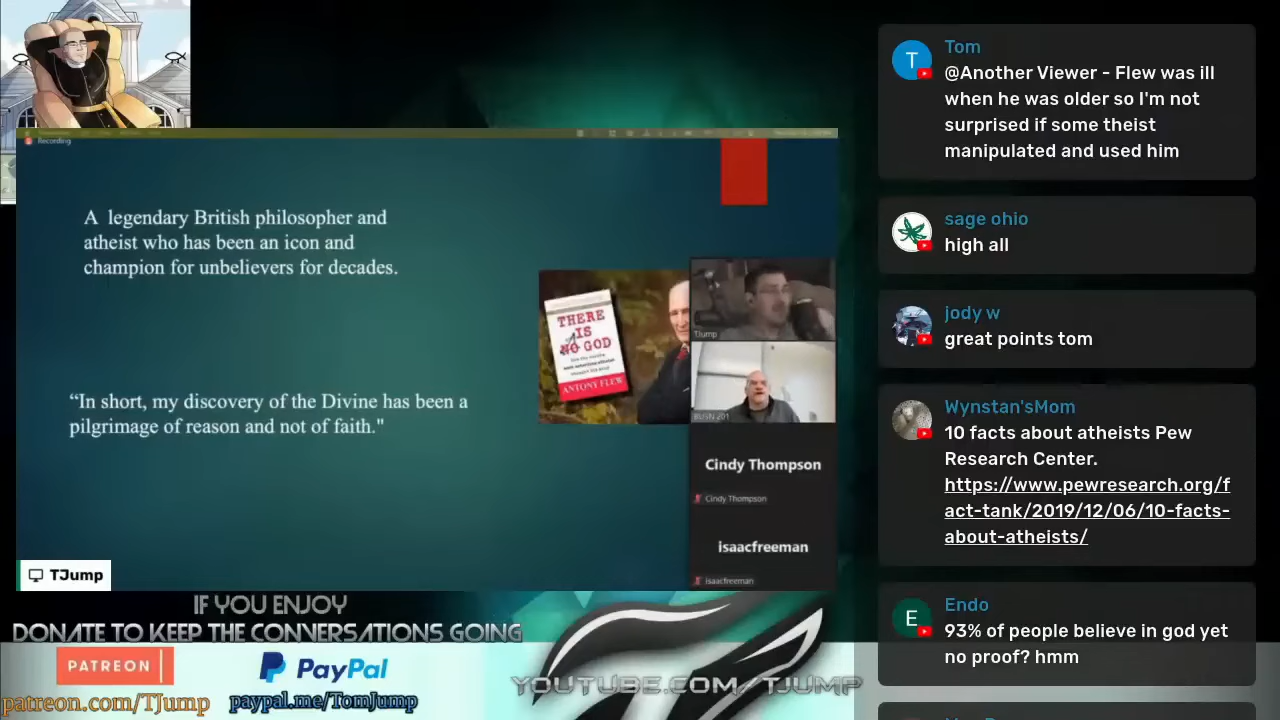 Recording
A legendary British philosopher and
atheist who has been an icon and
champion for unbelievers for decades.
“In short, my discovery of the Divine has been a
pilgrimage of reason and not of faith."
THERE
IS
NO GOD
ANTONY FLEW
TJump
BUSN 201
Cindy Thompson
Cindy Thompson
isaacfreeman
isaacfreeman
TJump
IF YOU ENJOY
DONATE TO KEEP THE CONVERSATIONS GOING
PATREON
PayPal
patreon.com/TJump
paypal.me/TomJump
YOUTUBE.COM/TJUMP
T
Tom
@Another Viewer - Flew was ill
when he was older so I'm not
surprised if some theist
manipulated and used him
sage ohio
high all
jody w
great points tom
Wynstan'sMom
10 facts about atheists Pew
Research Center.
https://www.pewresearch.org/f
act-tank/2019/12/06/10-facts-
about-atheists/
E
Endo
93% of people believe in god yet
no proof? hmm